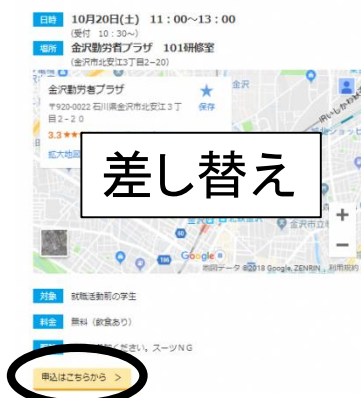 日時 10月20日(土) 11：00～13：00
(受付 10：30～)
場所 金沢勤労者プラザ 101研修室
(金沢市北安江3丁目2−20)
金沢勤労者プラザ
〒920-0022 石川県金沢市北安江３丁
目２−２０
保存
3.3★★
拡大地図
金沢
差し替え
Google
地図データ ©2018 Google, ZENRIN
利用規約
対象 就職活動前の学生
料金 無料（飲食あり）
ください。スーツＮＧ
申込はこちらから >